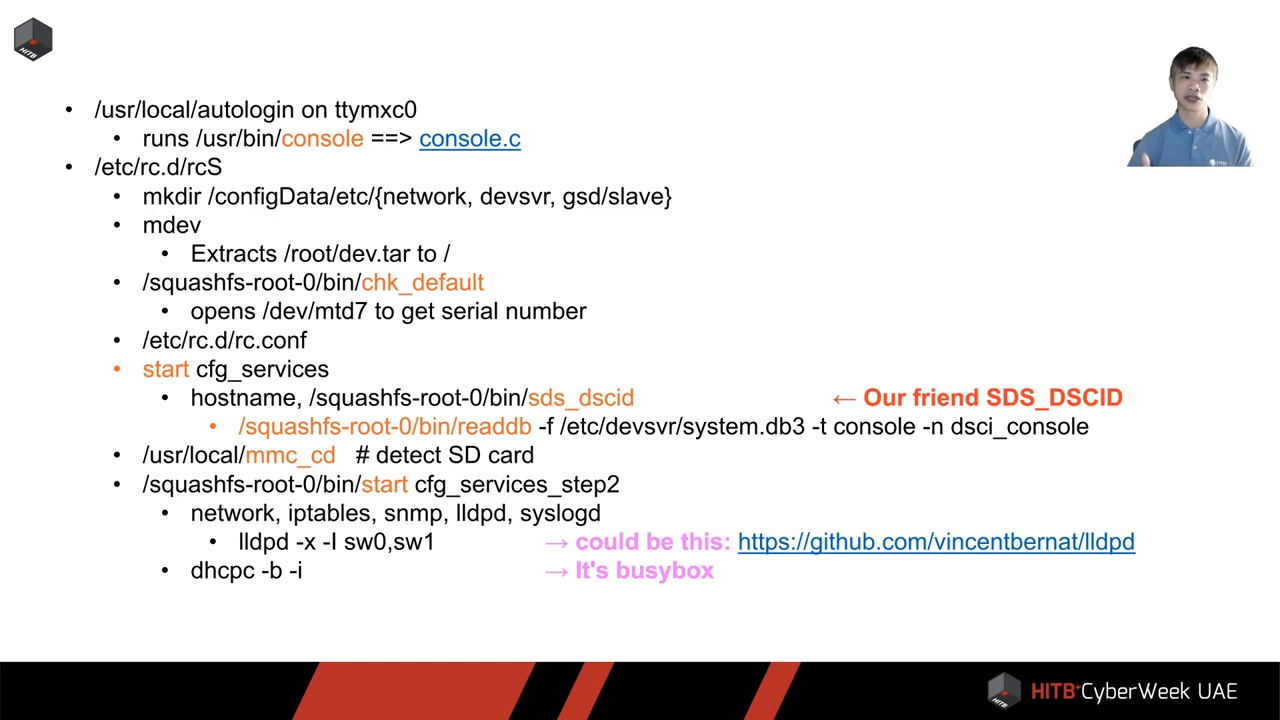 HITB
• /usr/local/autologin on ttymxc0
• runs /usr/bin/console ==> console.c
• /etc/rc.d/rcS
• mkdir /configData/etc/{network, devsvr, gsd/slave}
• mdev
• Extracts /root/dev.tar to /
• /squashfs-root-0/bin/chk_default
• opens /dev/mtd7 to get serial number
• /etc/rc.d/rc.conf
• start cfg_services
• hostname, /squashfs-root-0/bin/sds_dscid ← Our friend SDS_DSCID
• /squashfs-root-0/bin/readdb -f /etc/devsvr/system.db3 -t console -n dsci_console
• /usr/local/mmc_cd # detect SD card
• /squashfs-root-0/bin/start cfg_services_step2
• network, iptables, snmp, lldpd, syslogd
• lldpd -x -I sw0,sw1 → could be this: https://github.com/vincentbernat/lldpd
• dhcpc -b -i → It's busybox
HITB HITB+CyberWeek UAE